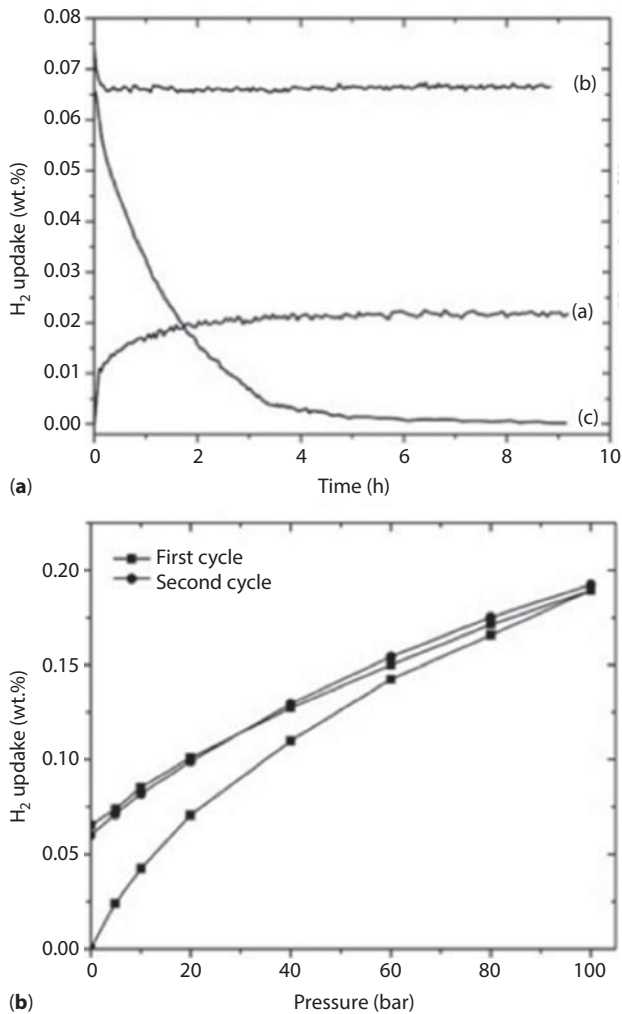 0.08
0.07
0.06
0.05
0.04
0.03
0.02
0.01
0.00
H2 updake (wt.%)
(b)
(a)
(c)
0 2 4 6 8 10
(a) Time (h)
First cycle
Second cycle
0.20
0.15
0.10
0.05
0.00
H2 updake (wt.%)
0 20 40 60 80 100
(b) Pressure (bar)